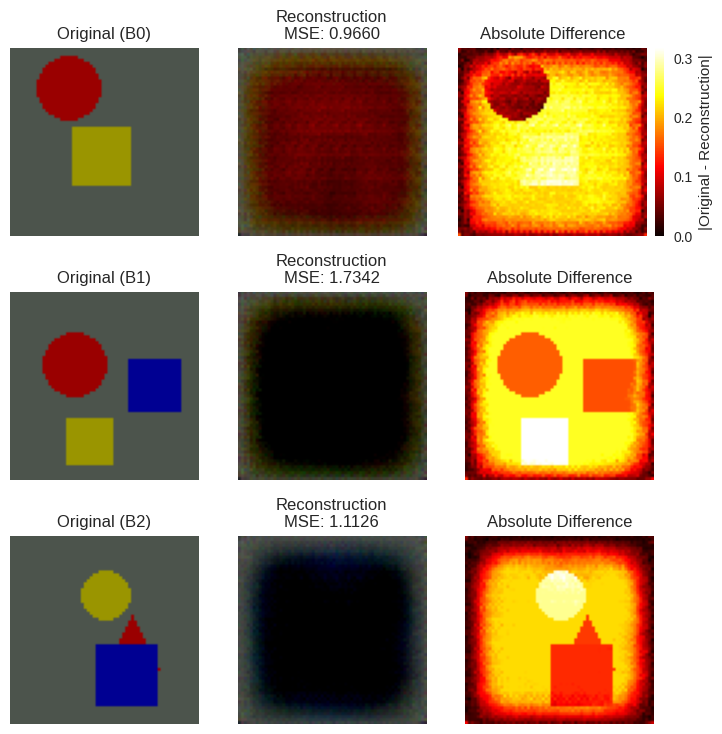 Original (B0)
Reconstruction
MSE: 0.9660
Absolute Difference
0.3
0.2
0.1
0.0
|Original - Reconstruction|
Original (B1)
Reconstruction
MSE: 1.7342
Absolute Difference
Original (B2)
Reconstruction
MSE: 1.1126
Absolute Difference